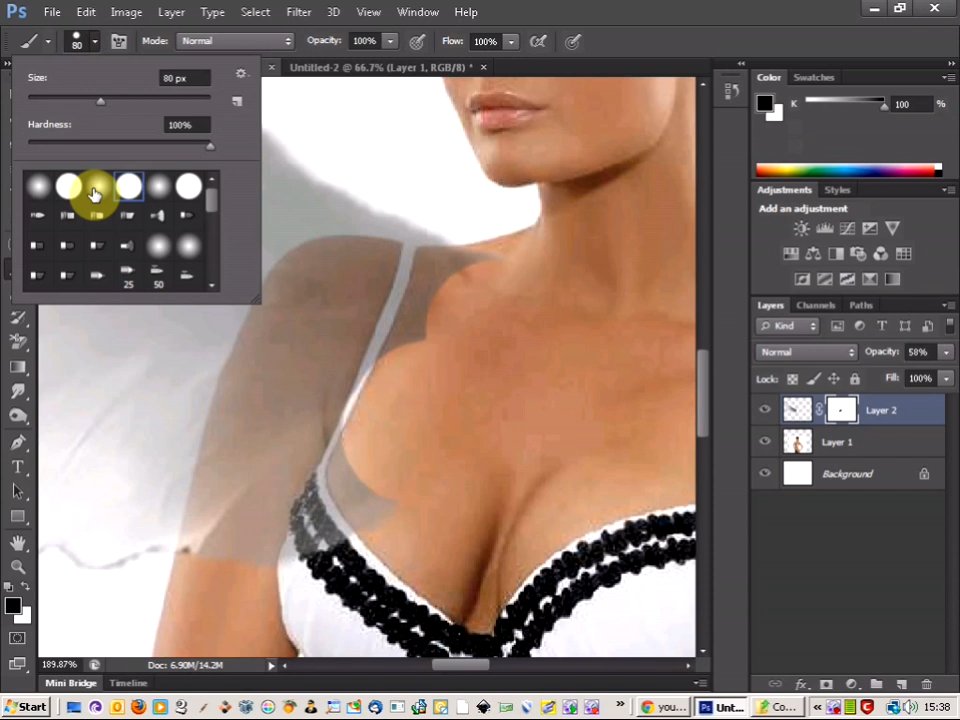 Ps File Edit Image Layer Type Select Filter 3D View Window Help
80 Mode: Normal Opacity: 100% Flow: 100%
Untitled-2 @ 66.7% (Layer 1, RGB/8) *
Size: 80 px
Hardness: 100%
25 50
Color Swatches
K 100 %
Adjustments Styles
Add an adjustment
Layers Channels Paths
Kind
Normal Opacity: 58%
Lock: Fill: 100%
Layer 2
Layer 1
Background
189.87% Doc: 6.90M/14.2M
Mini Bridge Timeline
Start you... Unt... Co... 15:38